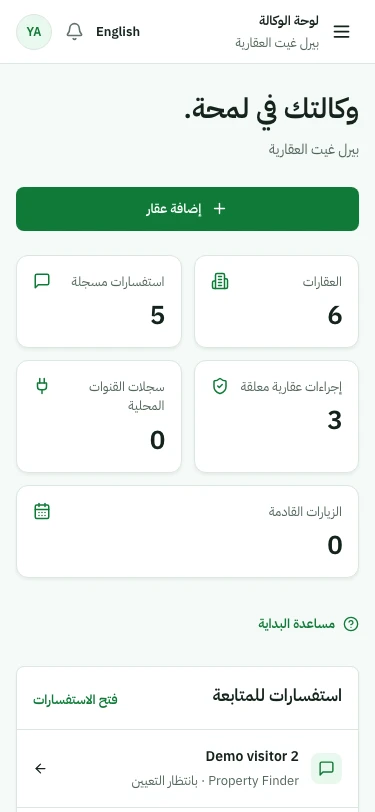 لوحة الوكالة
بيرل غيت العقارية
English
YA
وكالتك في لمحة.
بيرل غيت العقارية
إضافة عقار
العقارات
6
استفسارات مسجلة
5
إجراءات عقارية معلقة
3
سجلات القنوات
المحلية
0
الزيارات القادمة
0
مساعدة البداية
استفسارات للمتابعة
فتح الاستفسارات
Demo visitor 2
Property Finder · بانتظار التعيين